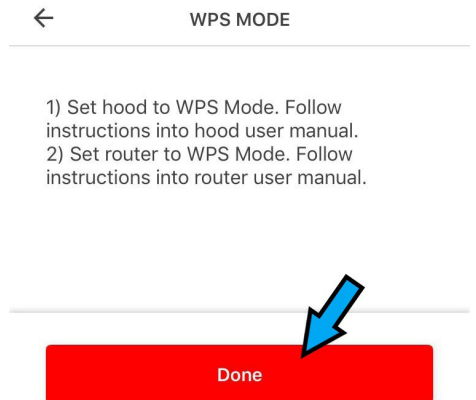 WPS MODE
1) Set hood to WPS Mode. Follow
instructions into hood user manual.
2) Set router to WPS Mode. Follow
instructions into router user manual.
Done